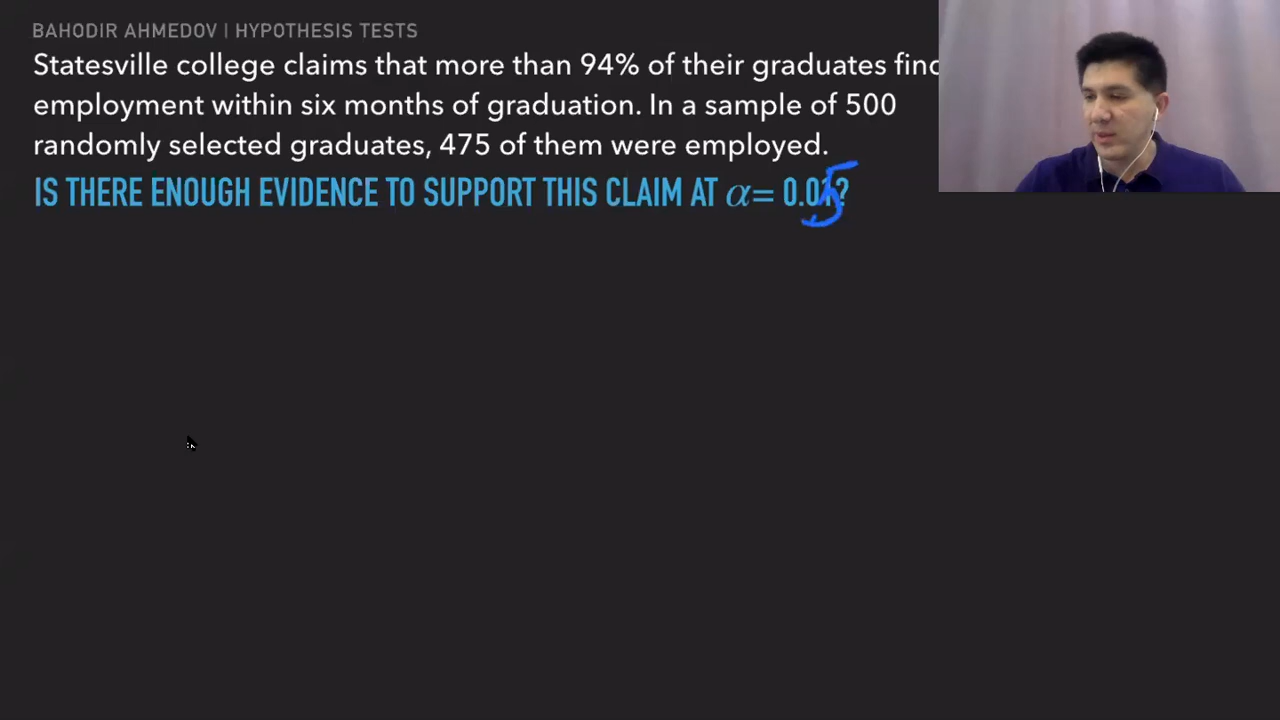 BAHODIR AHMEDOV | HYPOTHESIS TESTS
Statesville college claims that more than 94% of their graduates find
employment within six months of graduation. In a sample of 500
randomly selected graduates, 475 of them were employed.
IS THERE ENOUGH EVIDENCE TO SUPPORT THIS CLAIM AT α= 0.05?